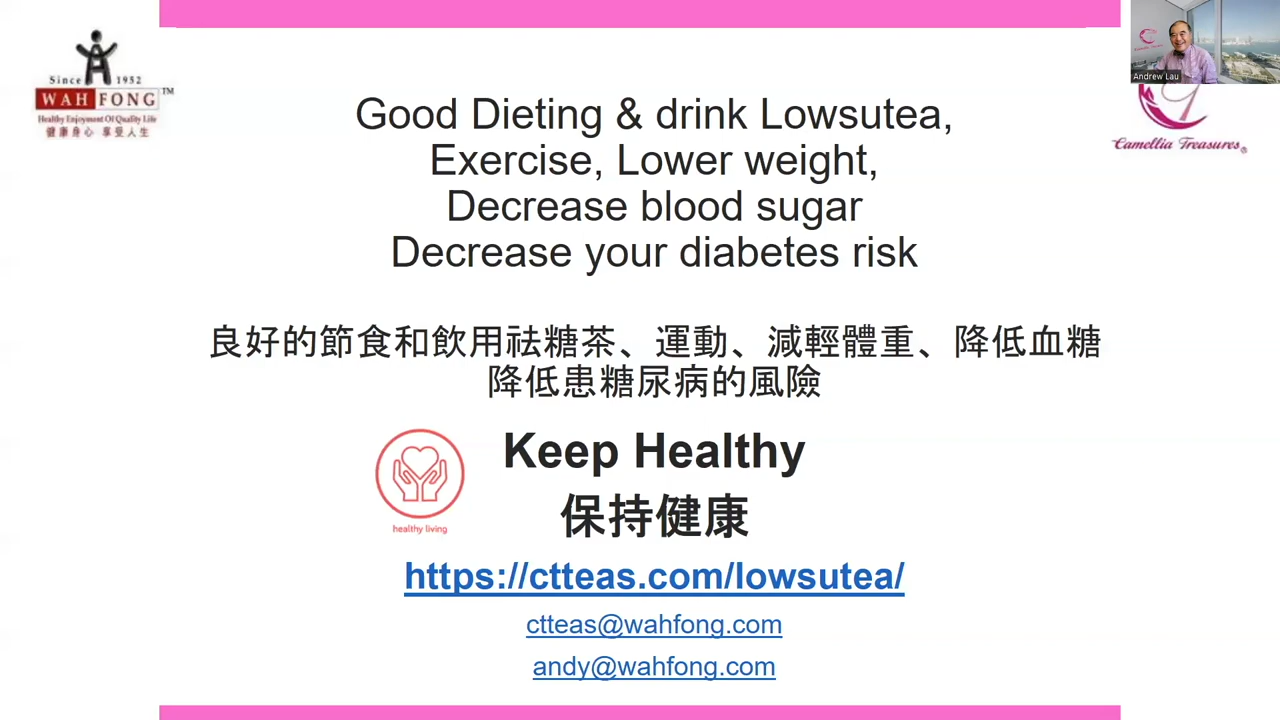 Since 1952
WAH FONG TM
Healthy Enjoyment Of Quality Life
健康身心 享受人生
Andrew Lau
Camellia Treasures®
Good Dieting & drink Lowsutea,
Exercise, Lower weight,
Decrease blood sugar
Decrease your diabetes risk
良好的節食和飲用祛糖茶、運動、減輕體重、降低血糖
降低患糖尿病的風險
Keep Healthy
保持健康
healthy living
https://ctteas.com/lowsutea/
ctteas@wahfong.com
andy@wahfong.com